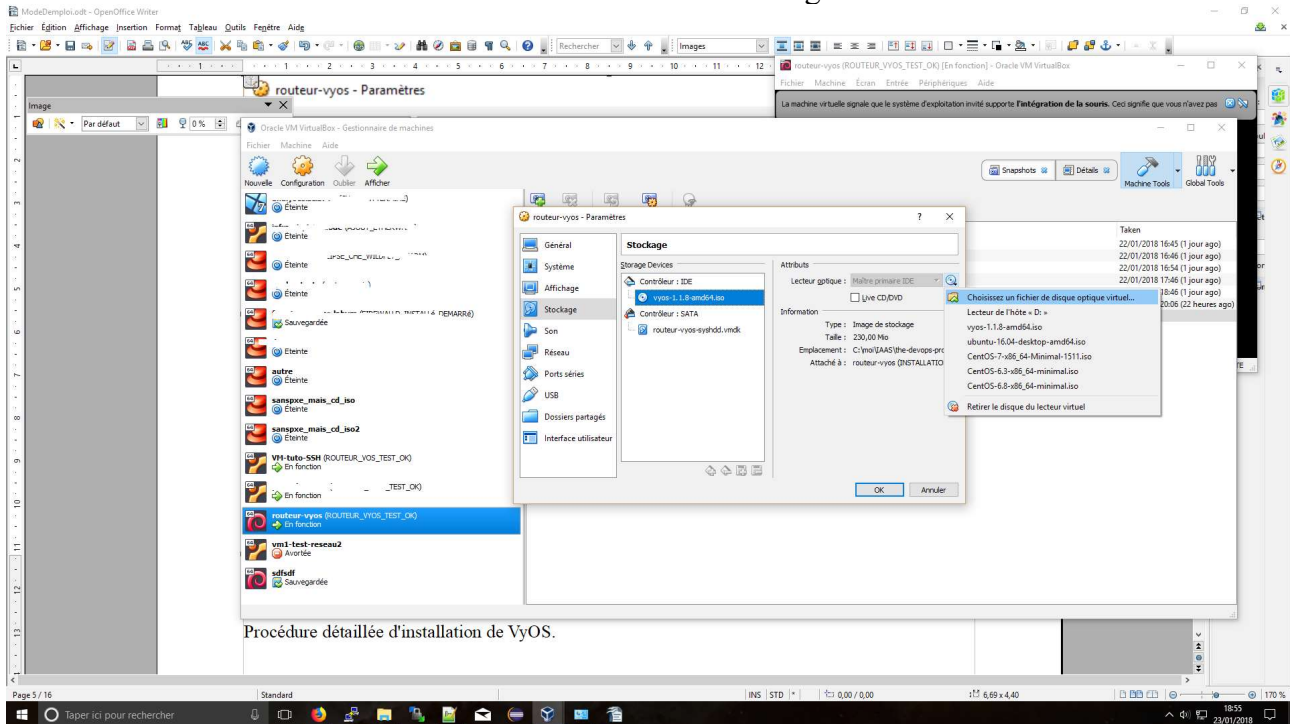 ModeDemploi.odt - OpenOffice Writer
Fichier Édition Affichage Insertion Format Tableau Outils Fenêtre Aide
Rechercher
Images
1 1 2 3 4 5 6 7 8 9 10 11 12
routeur-vyos (ROUTEUR_VYOS_TEST_OK) [En fonction] - Oracle VM VirtualBox
Fichier Machine Écran Entrée Périphériques Aide
La machine virtuelle signale que le système d'exploitation invité supporte l'intégration de la souris. Ceci signifie que vous n'avez pas
routeur-vyos - Paramètres
Image
Par défaut
0 %
Oracle VM VirtualBox - Gestionnaire de machines
Fichier Machine Aide
Nouvelle Configuration Oublier Afficher
Snapshots
Détails
Machine Tools
Global Tools
Éteinte
Éteinte
Éteinte
Éteinte
Sauvegardée
Éteinte
autre
Éteinte
sanspxe_mais_cd_iso
Éteinte
sanspxe_mais_cd_iso2
Éteinte
VM-tuto-SSH (ROUTEUR_VOS_TEST_OK)
En fonction
_TEST_OK)
En fonction
routeur-vyos (ROUTEUR_VYOS_TEST_OK)
En fonction
vm1-test-reseau2
Avortée
sdfsdf
Sauvegardée
routeur-vyos - Paramètres
Général
Système
Affichage
Stockage
Son
Réseau
Ports séries
USB
Dossiers partagés
Interface utilisateur
Stockage
Storage Devices
Contrôleur : IDE
vyos-1.1.8-amd64.iso
Contrôleur : SATA
routeur-vyos-syshdd.vmdk
Attributs
Lecteur optique : Maître primaire IDE
Live CD/DVD
Information
Type : Image de stockage
Taille : 230,00 Mio
Emplacement : C:\moi\IAAS\the-devops-pro
Attaché à : routeur-vyos (INSTALLATIO
OK Annuler
Choisissez un fichier de disque optique virtuel...
Lecteur de l'hôte « D: »
vyos-1.1.8-amd64.iso
ubuntu-16.04-desktop-amd64.iso
CentOS-7-x86_64-Minimal-1511.iso
CentOS-6.3-x86_64-minimal.iso
CentOS-6.8-x86_64-minimal.iso
Retirer le disque du lecteur virtuel
Taken
22/01/2018 16:45 (1 jour ago)
22/01/2018 16:46 (1 jour ago)
22/01/2018 16:54 (1 jour ago)
22/01/2018 17:46 (1 jour ago)
18:46 (1 jour ago)
20:06 (22 heures ago)
Procédure détaillée d'installation de VyOS.
Page 5 / 16
Standard
INS STD *
0,00 / 0,00
6,69 x 4,40
170 %
Taper ici pour rechercher
18:55
23/01/2018